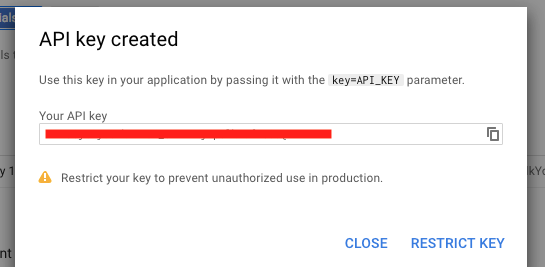 API key created
Use this key in your application by passing it with the key=API_KEY parameter.
Your API key
Restrict your key to prevent unauthorized use in production.
CLOSE RESTRICT KEY